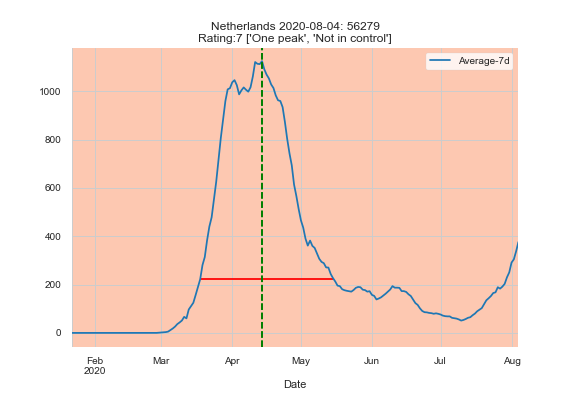 Netherlands 2020-08-04: 56279
Rating:7 ['One peak', 'Not in control']
Average-7d
1000
800
600
400
200
0
Feb
2020
Mar
Apr
May
Jun
Jul
Aug
Date